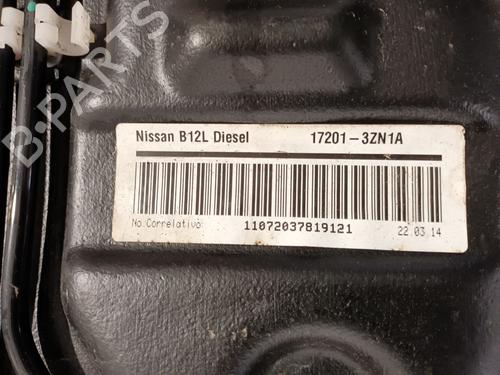 B-PARTS
Nissan B12L Diesel 17201-3ZN1A
No.Correlativo: 11072037819121 22.03.14